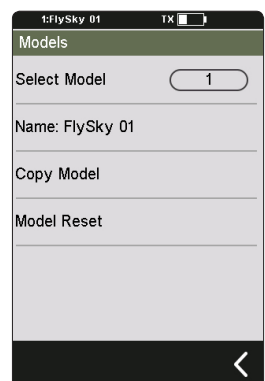 1:FlySky 01 TX
Models
Select Model 1
Name: FlySky 01
Copy Model
Model Reset